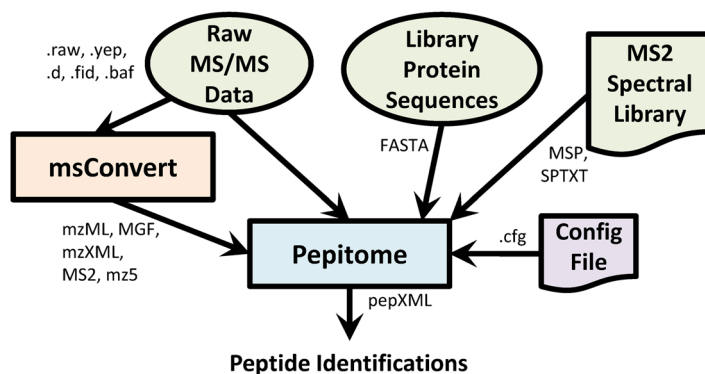 .raw, .yep,
.d, .fid, .baf
Raw
MS/MS
Data
Library
Protein
Sequences
MS2
Spectral
Library
msConvert
FASTA
MSP,
SPTXT
mzML, MGF,
mzXML,
MS2, mz5
Pepitome
.cfg
Config
File
pepXML
Peptide Identifications